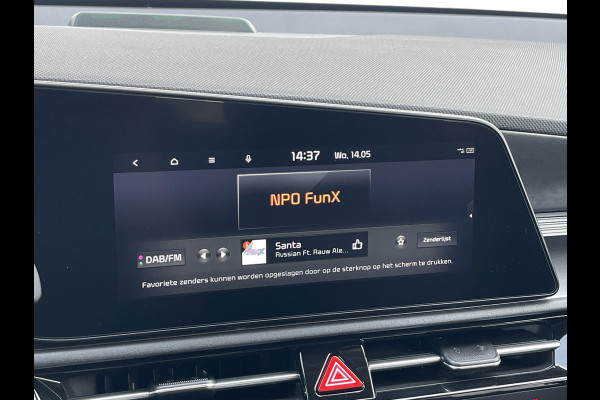 14:37 Wo, 14.05
NPO FunX
DAB/FM
Santa
Rvssian Ft. Rauw Ale...
Zenderlijst
Favoriete zenders kunnen worden opgeslagen door op de sterknop op het scherm te drukken.